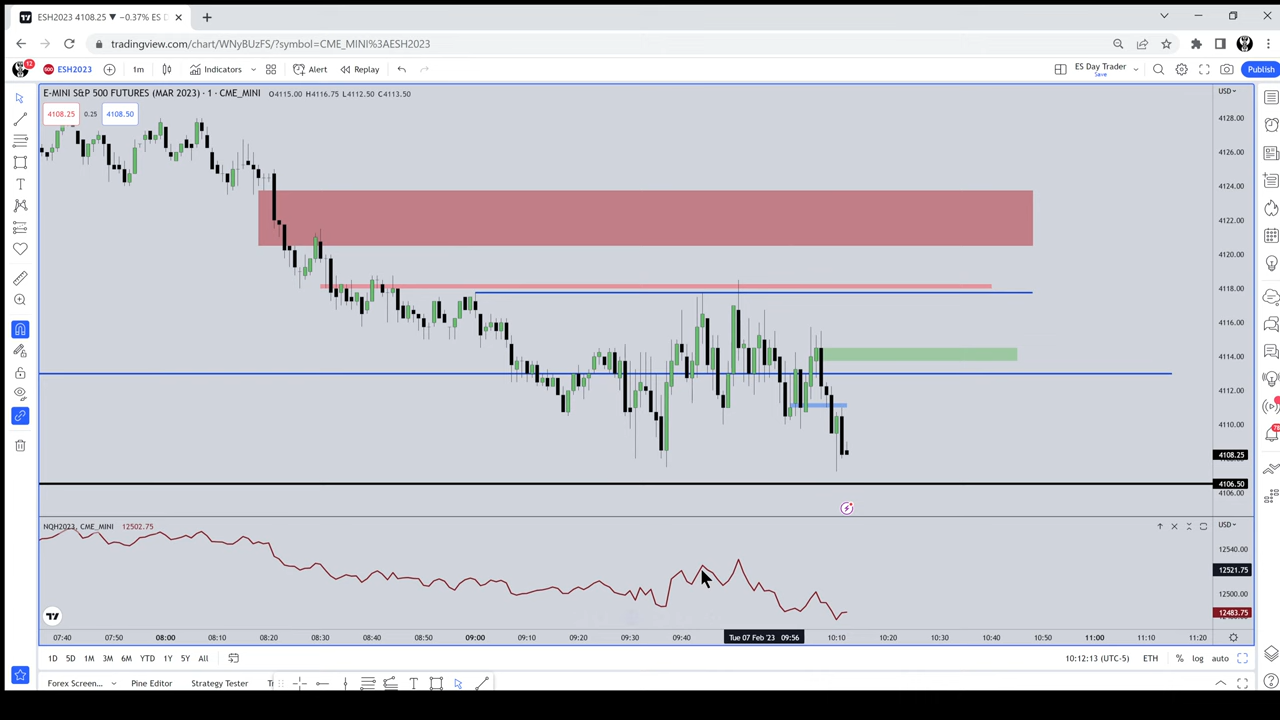 ESH2023 4108.25 ▼ −0.37% ES D
tradingview.com/chart/WNyBUzFS/?symbol=CME_MINI%3AESH2023
12 500 ESH2023 1m Indicators Alert Replay ES Day Trader Save Publish
E-MINI S&P 500 FUTURES (MAR 2023) · 1 · CME_MINI O4115.00 H4116.75 L4112.50 C4113.50 USD
4108.25 0.25 4108.50
4128.00
4126.00
4124.00
4122.00
4120.00
4118.00
4116.00
4114.00
4112.00
4110.00
4108.25
4106.50
4106.00
NQH2023, CME_MINI 12502.75 USD
12540.00
12521.75
12500.00
12483.75
07:40 07:50 08:00 08:10 08:20 08:30 08:40 08:50 09:00 09:10 09:20 09:30 09:40 Tue 07 Feb '23 09:56 10:10 10:20 10:30 10:40 10:50 11:00 11:10 11:20
1D 5D 1M 3M 6M YTD 1Y 5Y All 10:12:13 (UTC-5) ETH % log auto
Forex Screen... Pine Editor Strategy Tester